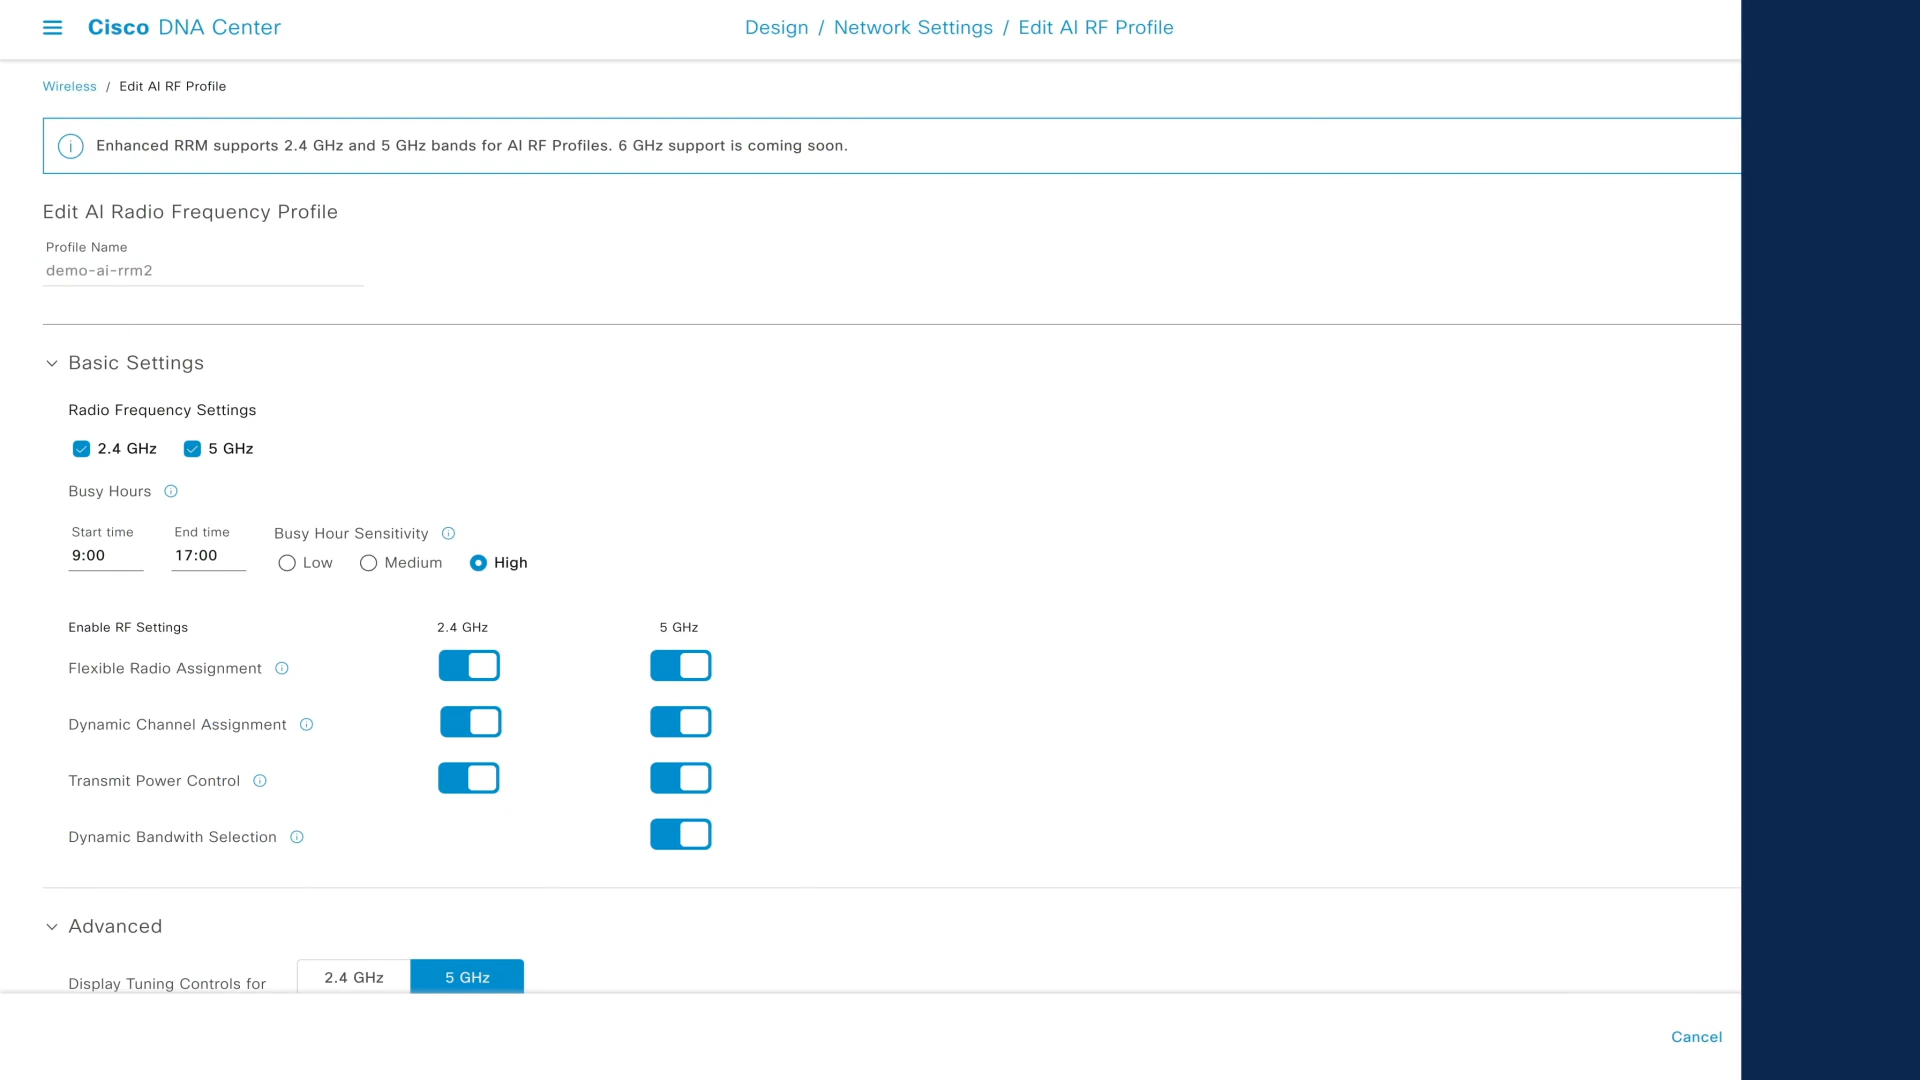 Cisco DNA Center
Design / Network Settings / Edit AI RF Profile
Wireless / Edit AI RF Profile
Enhanced RRM supports 2.4 GHz and 5 GHz bands for AI RF Profiles. 6 GHz support is coming soon.
Edit AI Radio Frequency Profile
Profile Name
demo-ai-rrm2
Basic Settings
Radio Frequency Settings
2.4 GHz 5 GHz
Busy Hours
Start time End time Busy Hour Sensitivity
9:00 17:00 Low Medium High
Enable RF Settings 2.4 GHz 5 GHz
Flexible Radio Assignment
Dynamic Channel Assignment
Transmit Power Control
Dynamic Bandwith Selection
Advanced
Display Tuning Controls for 2.4 GHz 5 GHz
Cancel